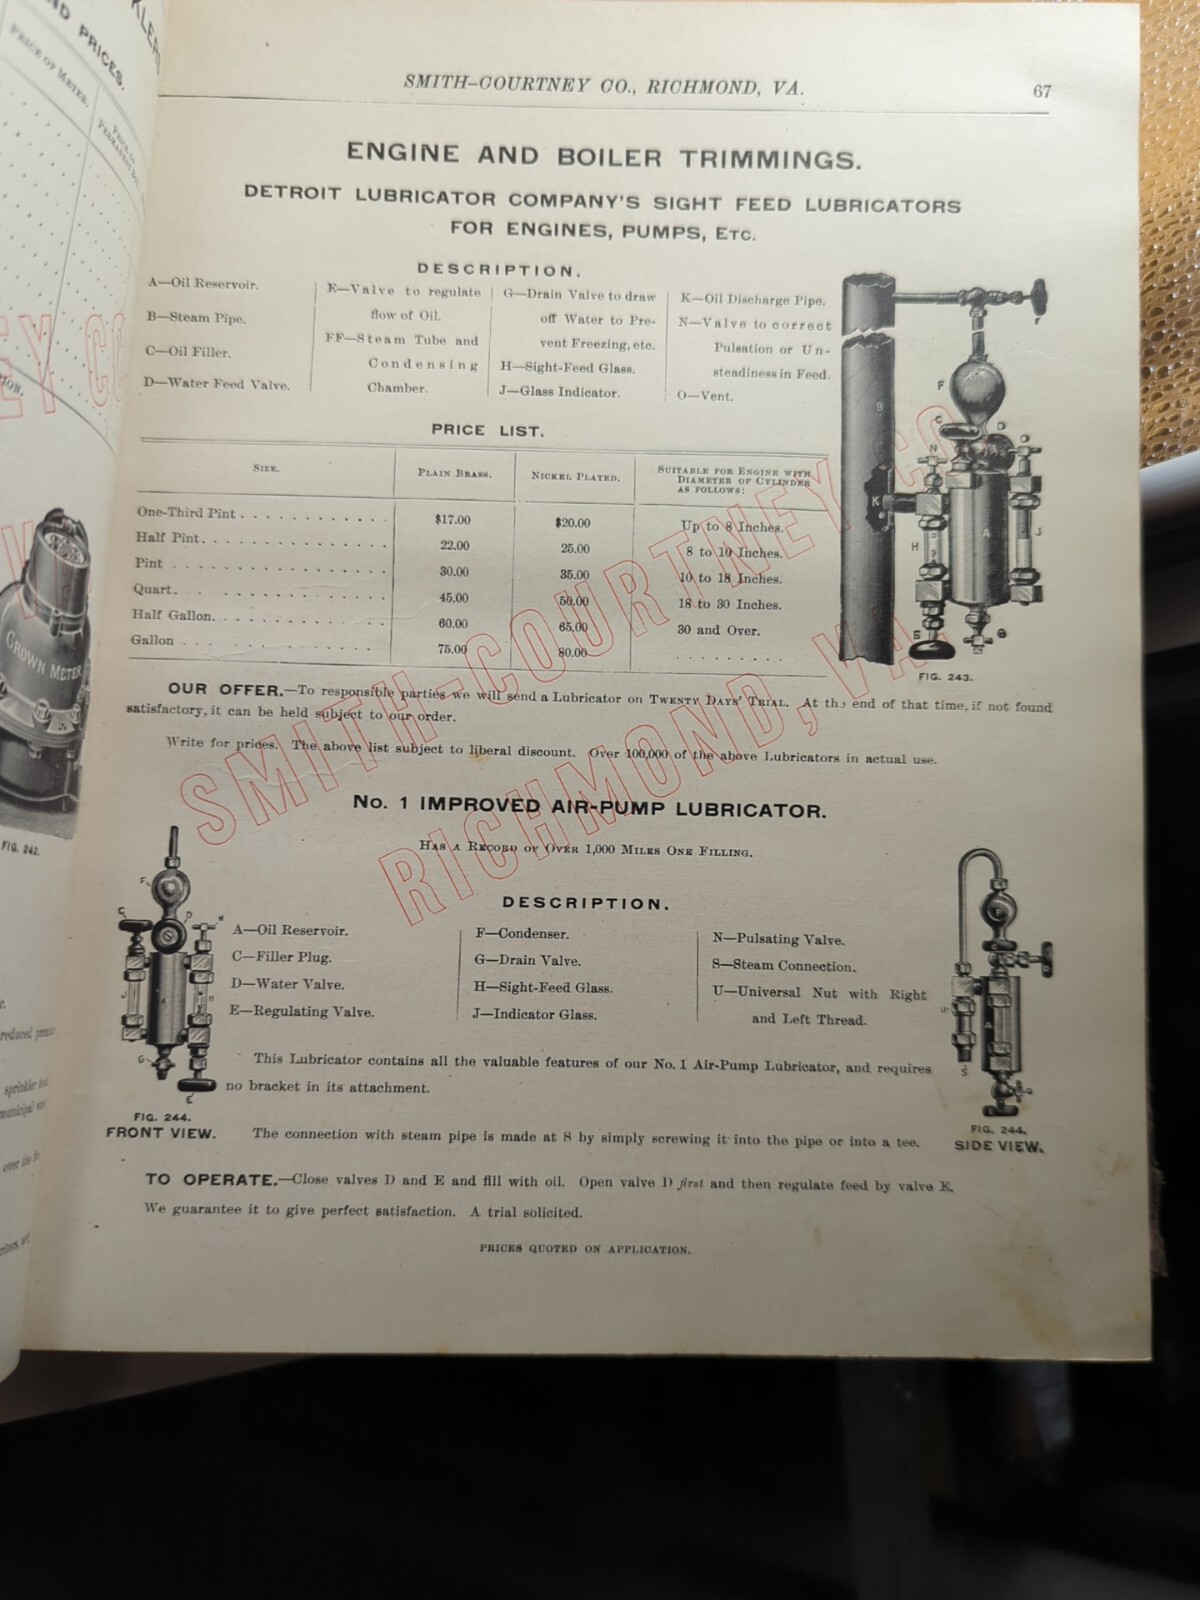 SMITH-COURTNEY CO., RICHMOND, VA.
67
ENGINE AND BOILER TRIMMINGS.
DETROIT LUBRICATOR COMPANY'S SIGHT FEED LUBRICATORS
FOR ENGINES, PUMPS, ETC.
DESCRIPTION.
A—Oil Reservoir.
B—Steam Pipe.
C—Oil Filler.
D—Water Feed Valve.
E—Valve to regulate
flow of Oil.
FF—Steam Tube and
Condensing
Chamber.
G—Drain Valve to draw
off Water to Pre-
vent Freezing, etc.
H—Sight-Feed Glass.
J—Glass Indicator.
K—Oil Discharge Pipe.
N—Valve to correct
Pulsation or Un-
steadiness in Feed.
O—Vent.
PRICE LIST.
SIZE. PLAIN BRASS. NICKEL PLATED. SUITABLE FOR ENGINE WITH
DIAMETER OF CYLINDER
AS FOLLOWS:
One-Third Pint . . . . . . . . . . . $17.00 $20.00 Up to 8 Inches.
Half Pint. . . . . . . . . . . . . . 22.00 25.00 8 to 10 Inches.
Pint . . . . . . . . . . . . . . . . 30.00 35.00 10 to 18 Inches.
Quart. . . . . . . . . . . . . . . . 45.00 50.00 18 to 30 Inches.
Half Gallon. . . . . . . . . . . . . 60.00 65.00 30 and Over.
Gallon . . . . . . . . . . . . . . . 75.00 80.00 . . . . . . . .
FIG. 243.
OUR OFFER.—To responsible parties we will send a Lubricator on TWENTY DAYS' TRIAL. At the end of that time, if not found
satisfactory, it can be held subject to our order.
Write for prices. The above list subject to liberal discount. Over 100,000 of the above Lubricators in actual use.
SMITH-COURTNEY CO.
RICHMOND, VA.
No. 1 IMPROVED AIR-PUMP LUBRICATOR.
HAS A RECORD OF OVER 1,000 MILES ONE FILLING.
DESCRIPTION.
A—Oil Reservoir.
C—Filler Plug.
D—Water Valve.
E—Regulating Valve.
F—Condenser.
G—Drain Valve.
H—Sight-Feed Glass.
J—Indicator Glass.
N—Pulsating Valve.
S—Steam Connection.
U—Universal Nut with Right
and Left Thread.
This Lubricator contains all the valuable features of our No. 1 Air-Pump Lubricator, and requires
no bracket in its attachment.
FIG. 244.
FRONT VIEW.
The connection with steam pipe is made at S by simply screwing it into the pipe or into a tee.
FIG. 244.
SIDE VIEW.
TO OPERATE.—Close valves D and E and fill with oil. Open valve D first and then regulate feed by valve E.
We guarantee it to give perfect satisfaction. A trial solicited.
PRICES QUOTED ON APPLICATION.
PRICES.
PRICE OF METER.
CROWN METER
FIG. 242.
reduced
sprinkler
municipal
over the